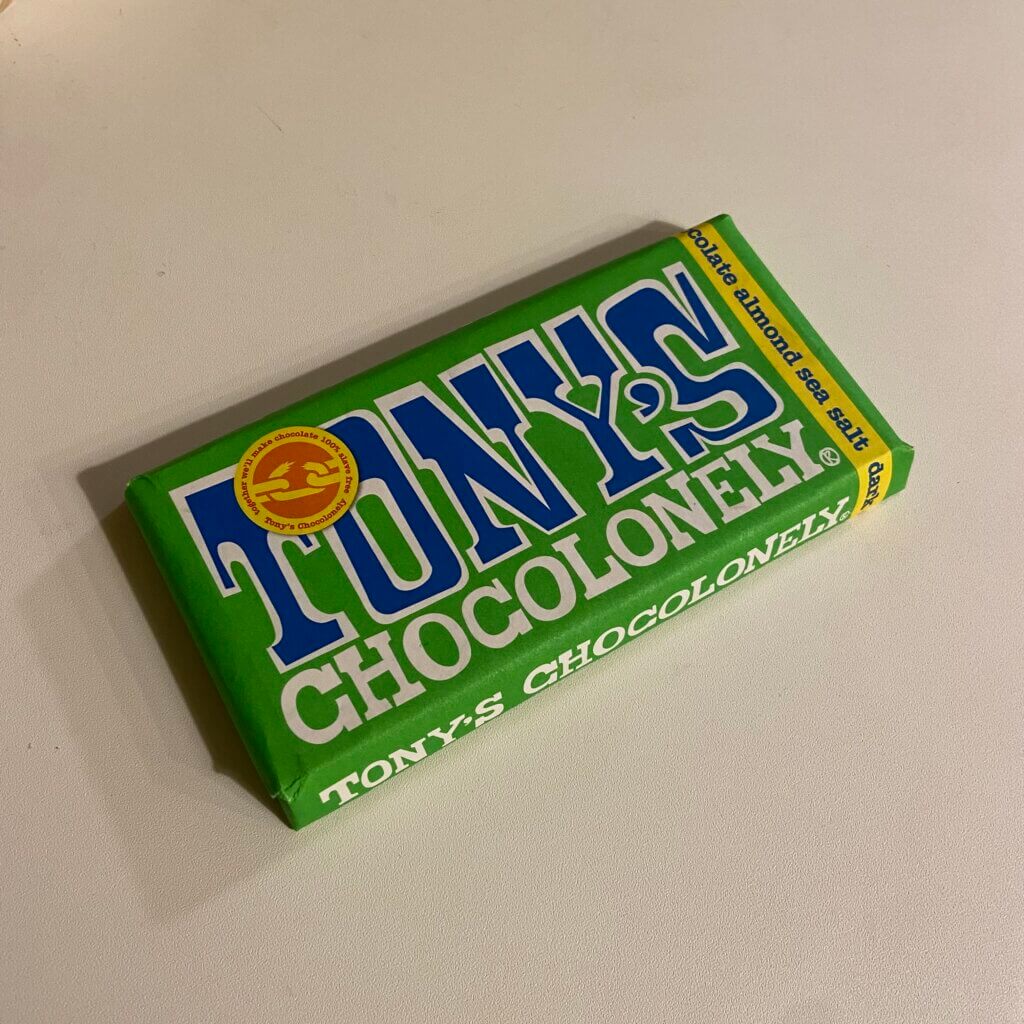 TONY'S
CHOCOLONELY®
together we'll make chocolate 100% slave free
Tony's Chocolonely
colate almond sea salt dark
TONY'S CHOCOLONELY®